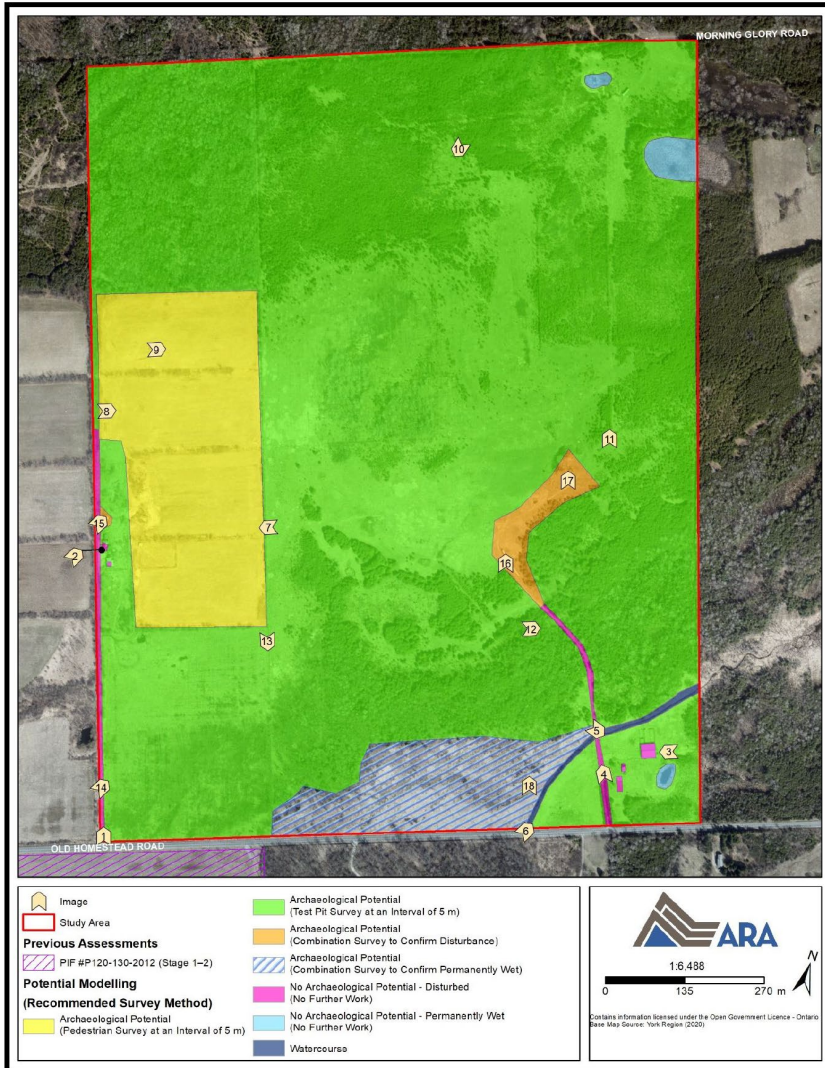 MORNING GLORY ROAD
10
9
8
11
17
15
7
2
16
12
13
5
3
4
14
18
1
6
OLD HOMESTEAD ROAD
Image
Study Area
Previous Assessments
PIF #P120-130-2012 (Stage 1–2)
Potential Modelling
(Recommended Survey Method)
Archaeological Potential
(Pedestrian Survey at an Interval of 5 m)
Archaeological Potential
(Test Pit Survey at an Interval of 5 m)
Archaeological Potential
(Combination Survey to Confirm Disturbance)
Archaeological Potential
(Combination Survey to Confirm Permanently Wet)
No Archaeological Potential - Disturbed
(No Further Work)
No Archaeological Potential - Permanently Wet
(No Further Work)
Watercourse
ARA
1:6,488
0 135 270 m
N
Contains information licensed under the Open Government Licence - Ontario
Base Map Source: York Region (2020)